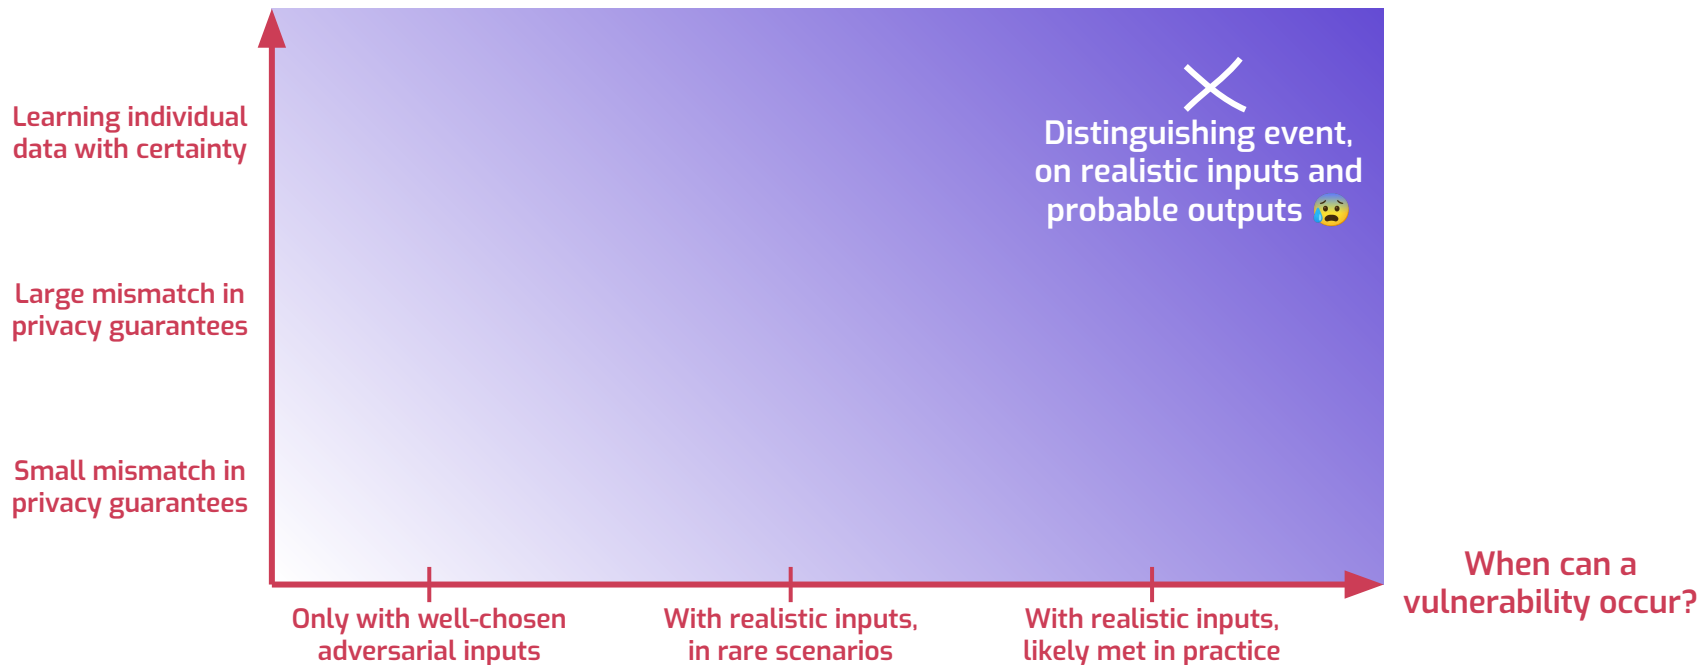 Learning individual
data with certainty
Large mismatch in
privacy guarantees
Small mismatch in
privacy guarantees
Distinguishing event,
on realistic inputs and
probable outputs 😰
Only with well-chosen
adversarial inputs
With realistic inputs,
in rare scenarios
With realistic inputs,
likely met in practice
When can a
vulnerability occur?